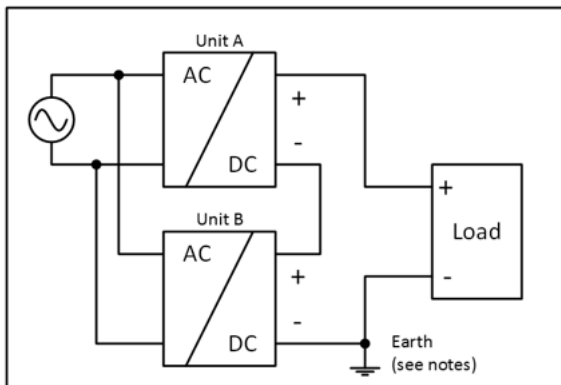 Unit A
AC
+
-
DC
+
Load
-
Unit B
AC
+
-
DC
Earth
(see notes)